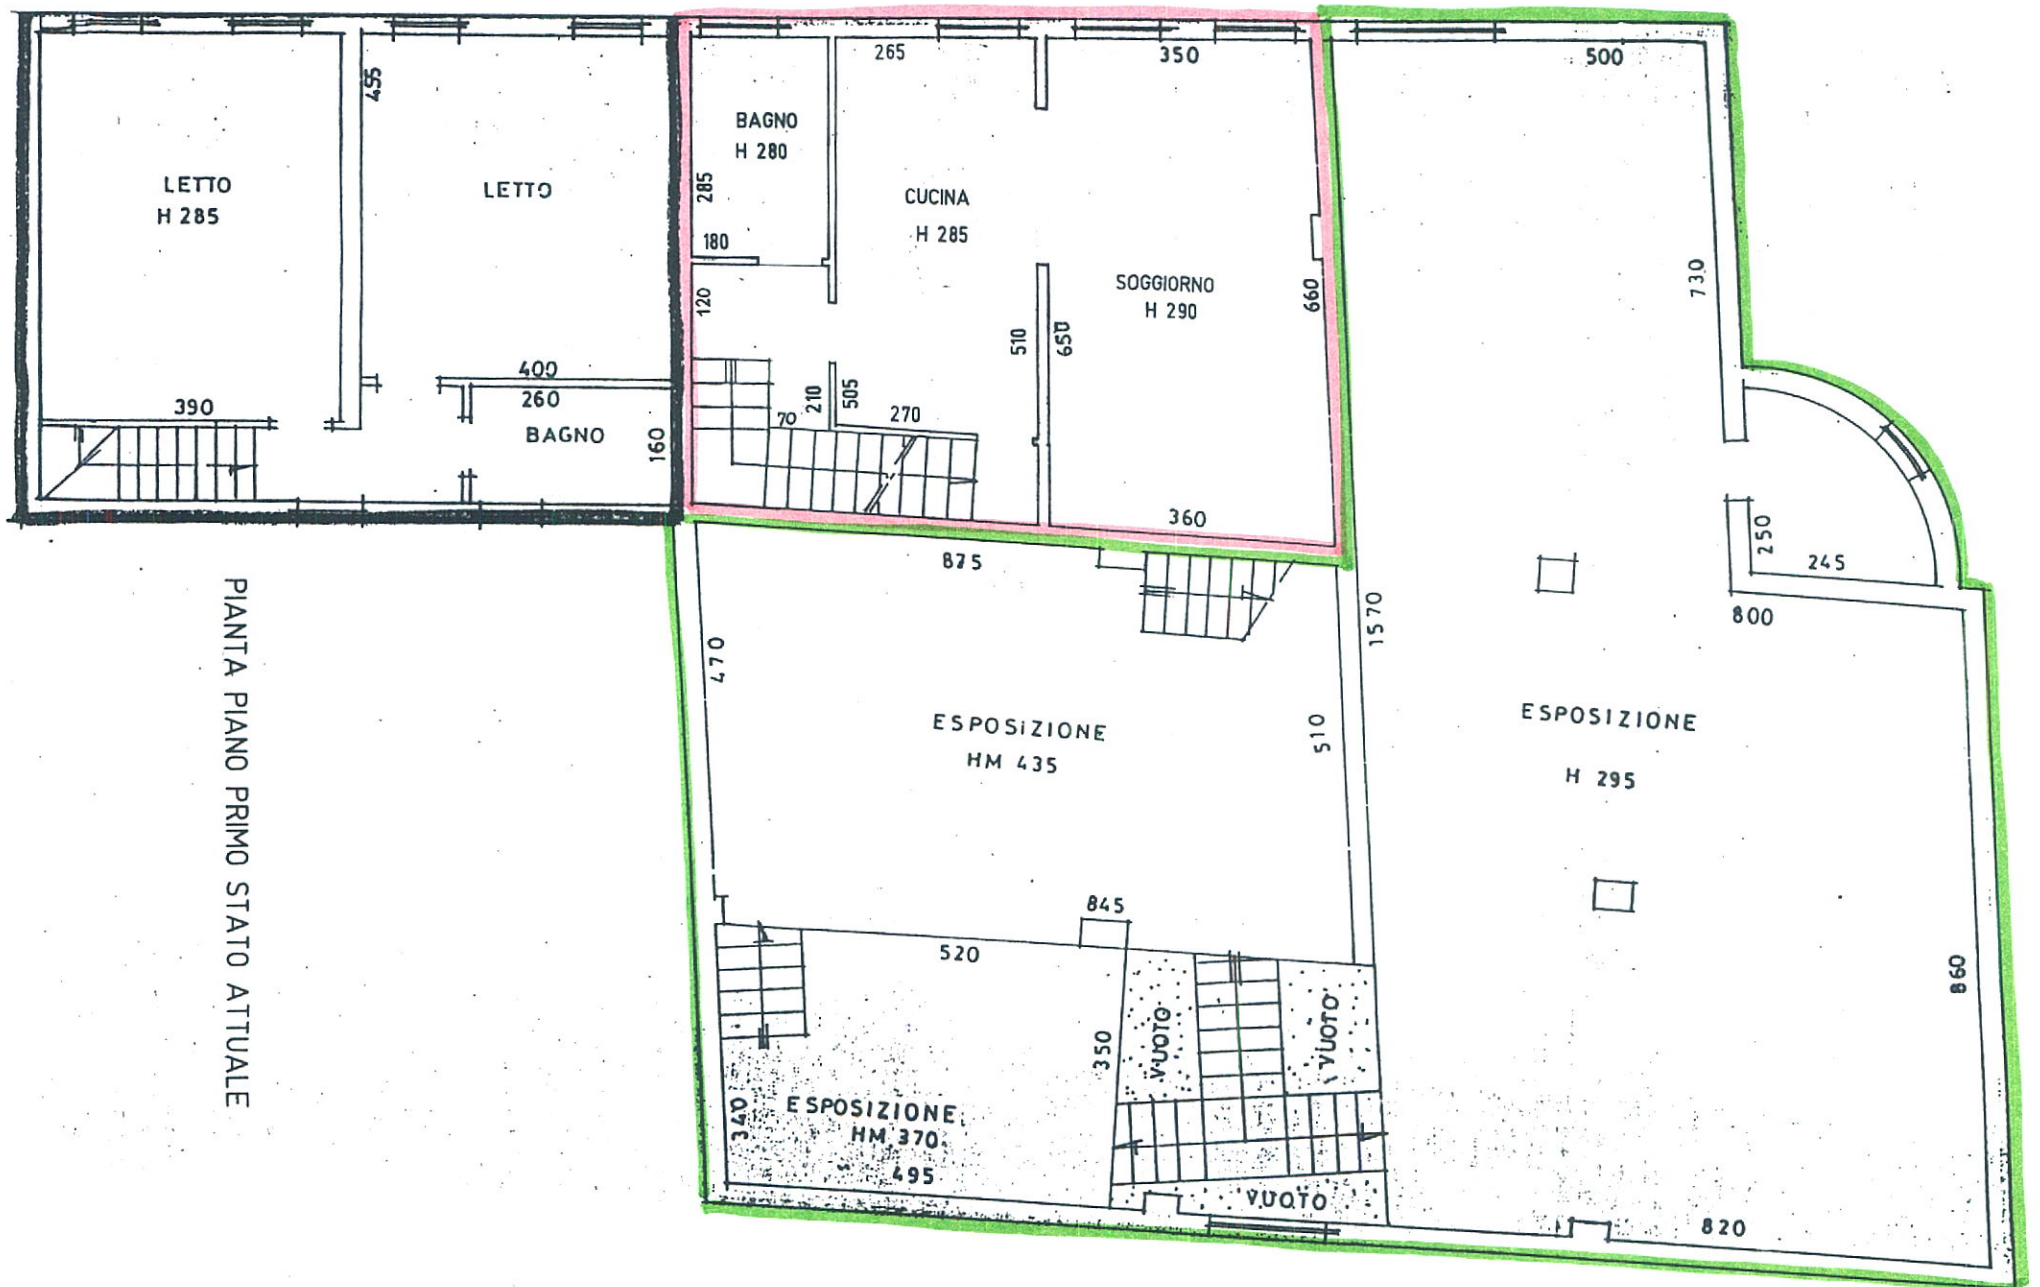 LETTO
H 285
455
390
LETTO
400
260
BAGNO
160
BAGNO
H 280
285
180
120
265
CUCINA
H 285
70
210
505
270
510
350
SOGGIORNO
H 290
660
650
360
500
730
250
245
800
875
470
ESPOSIZIONE
HM 435
510
1570
ESPOSIZIONE
H 295
860
845
520
350
VUOTO
VUOTO
340
ESPOSIZIONE
HM 370
495
VUOTO
820
PIANTA PIANO PRIMO STATO ATTUALE